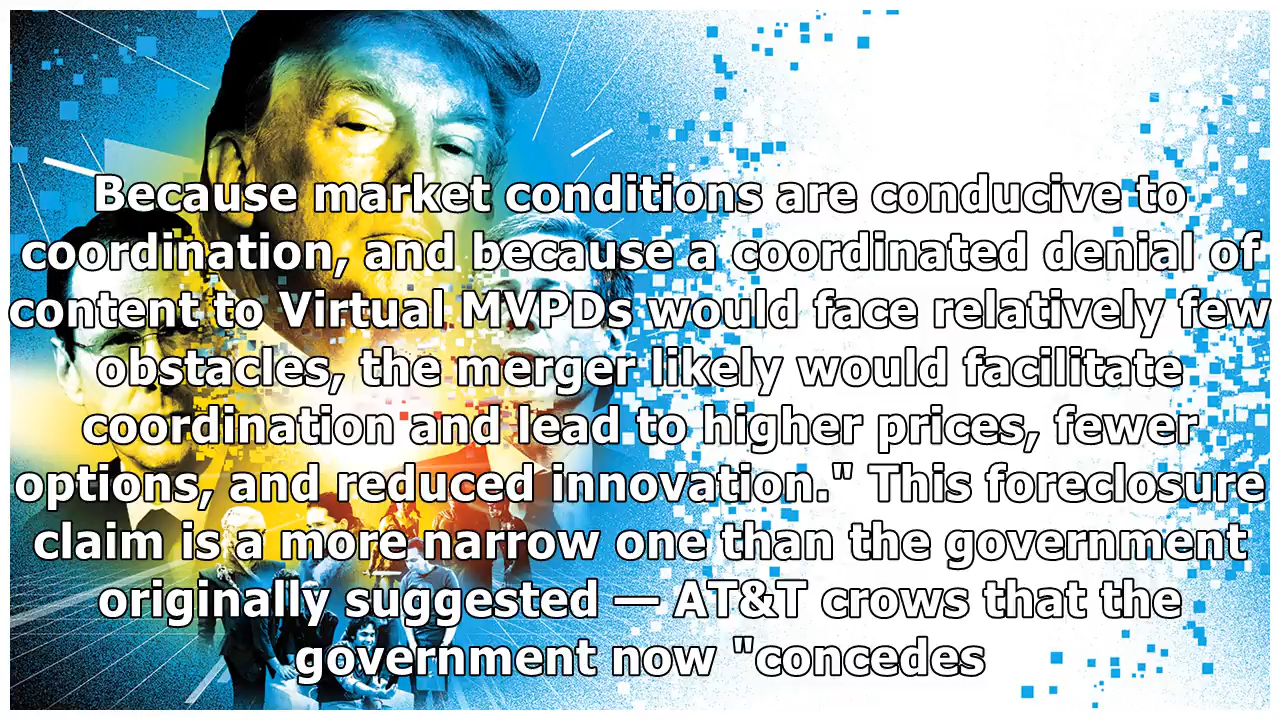 Because market conditions are conducive to
coordination, and because a coordinated denial of
content to Virtual MVPDs would face relatively few
obstacles, the merger likely would facilitate
coordination and lead to higher prices, fewer
options, and reduced innovation." This foreclosure
claim is a more narrow one than the government
originally suggested — AT&T crows that the
government now "concedes